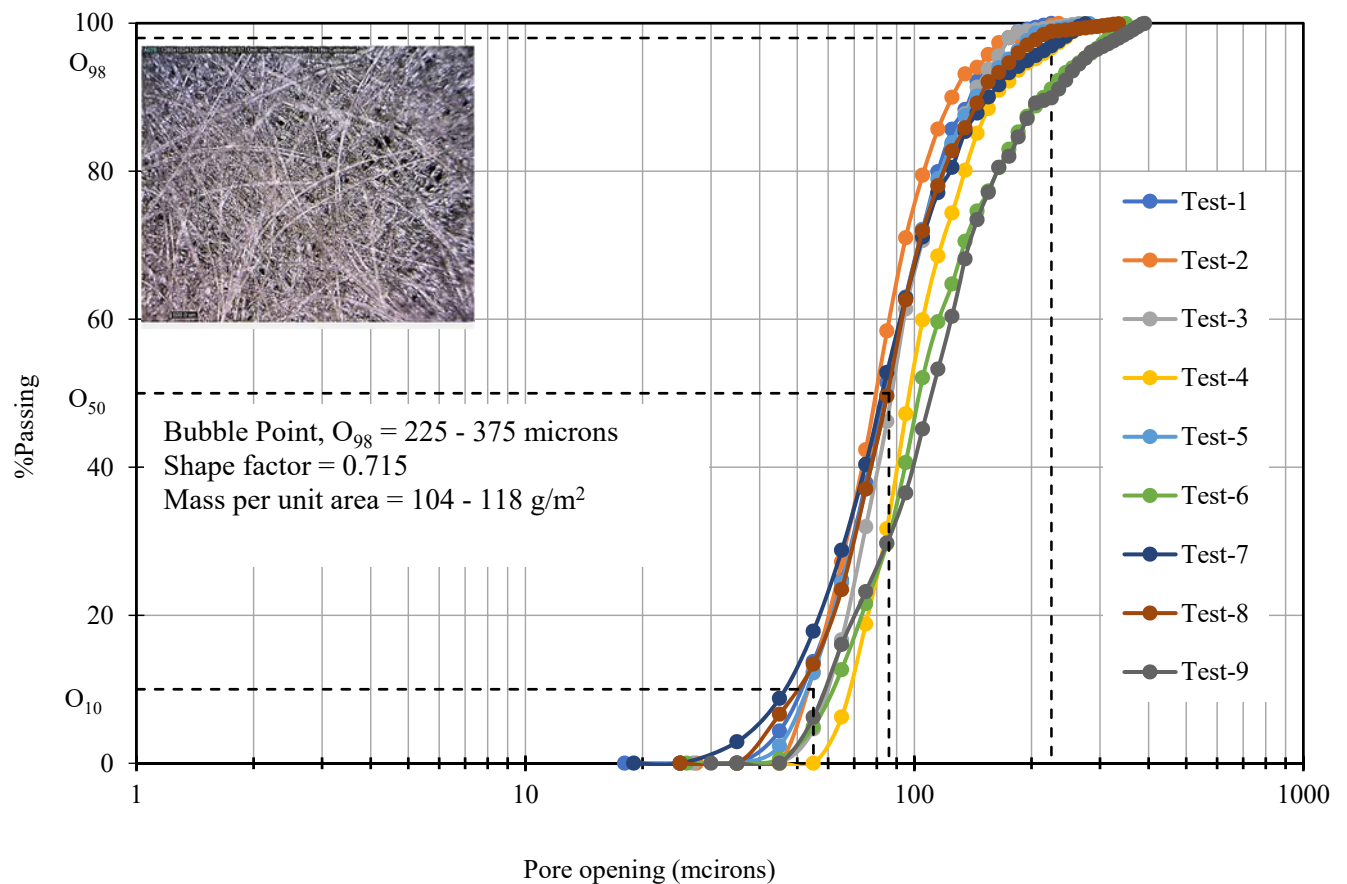 100
O98
80
60
O50
%Passing
40
20
O10
0
Bubble Point, O98 = 225 - 375 microns
Shape factor = 0.715
Mass per unit area = 104 - 118 g/m2
Test-1
Test-2
Test-3
Test-4
Test-5
Test-6
Test-7
Test-8
Test-9
1
10
100
1000
Pore opening (mcirons)